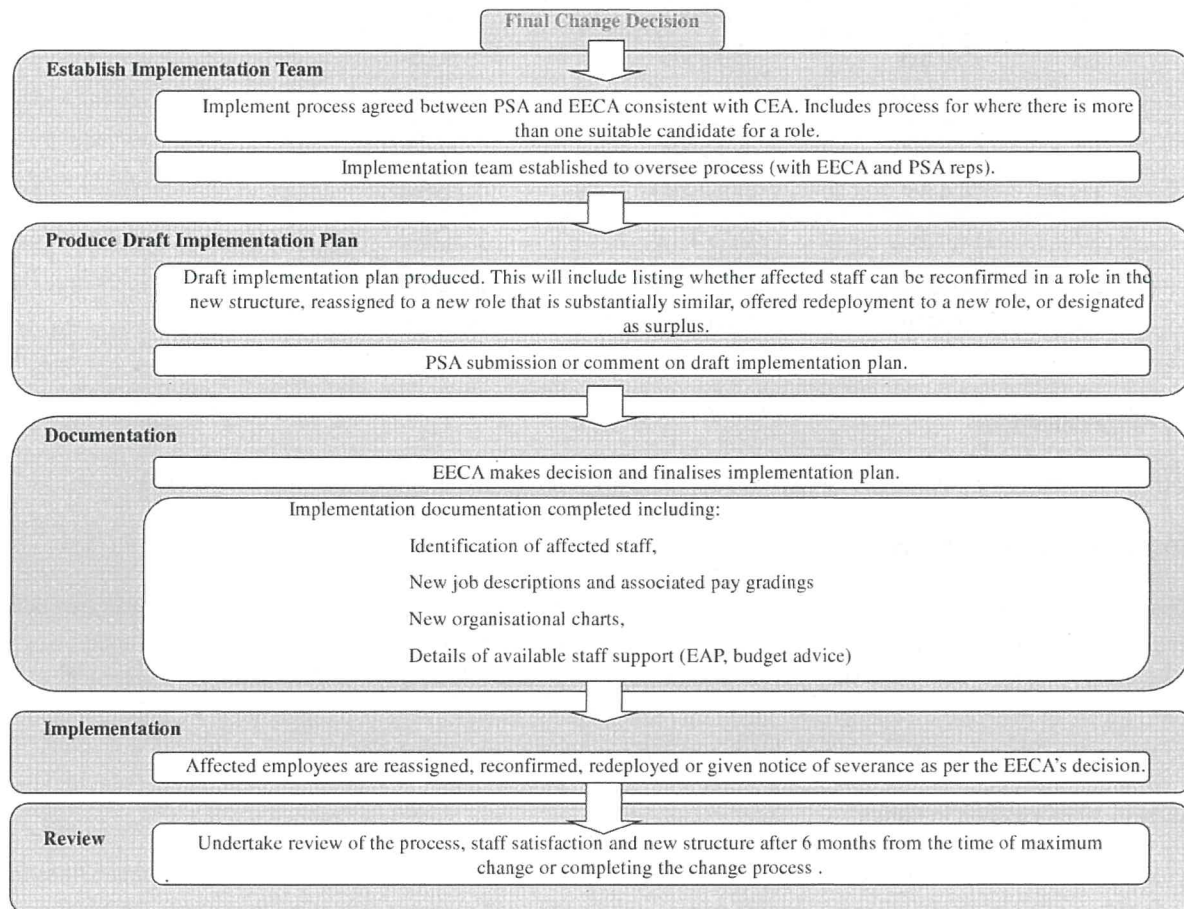 Final Change Decision
Establish Implementation Team
Implement process agreed between PSA and EECA consistent with CEA. Includes process for where there is more
than one suitable candidate for a role.
Implementation team established to oversee process (with EECA and PSA reps).
Produce Draft Implementation Plan
Draft implementation plan produced. This will include listing whether affected staff can be reconfirmed in a role in the
new structure, reassigned to a new role that is substantially similar, offered redeployment to a new role, or designated
as surplus.
PSA submission or comment on draft implementation plan.
Documentation
EECA makes decision and finalises implementation plan.
Implementation documentation completed including:
Identification of affected staff,
New job descriptions and associated pay gradings
New organisational charts,
Details of available staff support (EAP, budget advice)
Implementation
Affected employees are reassigned, reconfirmed, redeployed or given notice of severance as per the EECA's decision.
Review
Undertake review of the process, staff satisfaction and new structure after 6 months from the time of maximum
change or completing the change process .